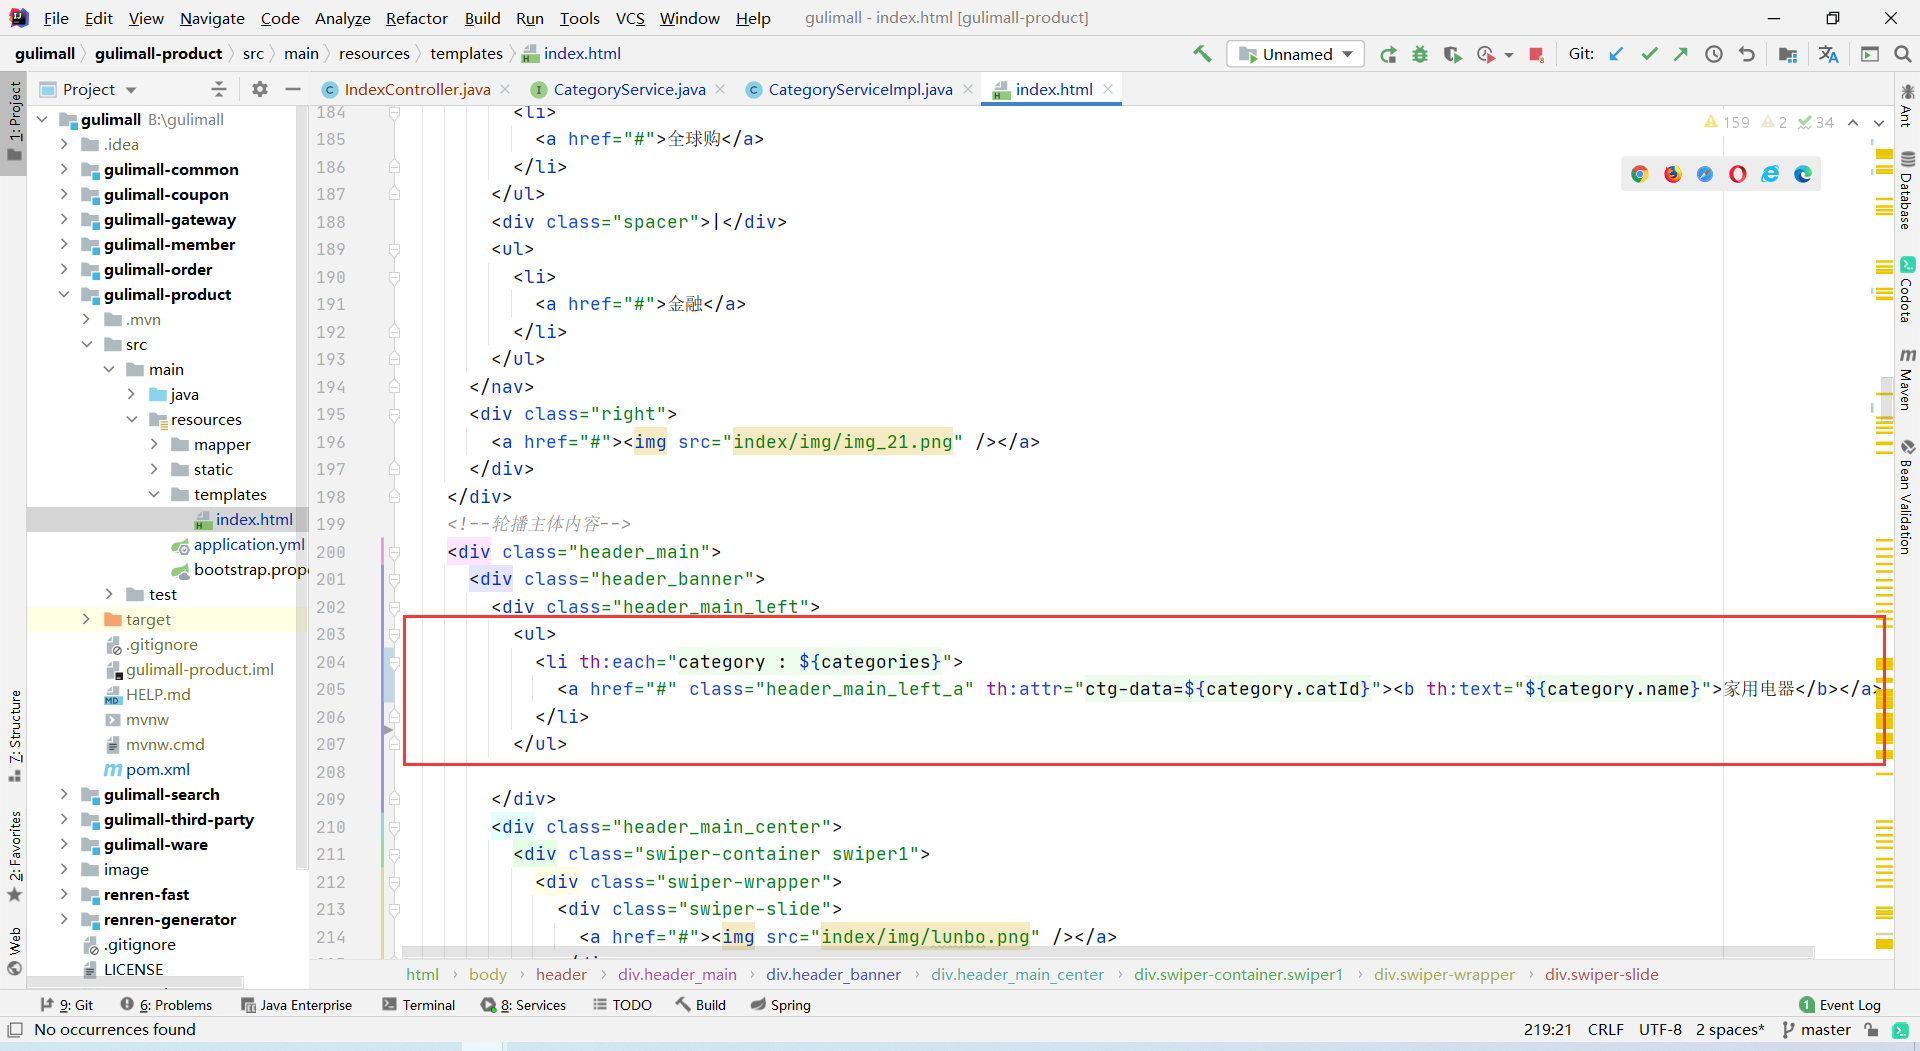 File Edit View Navigate Code Analyze Refactor Build Run Tools VCS Window Help gulimall - index.html [gulimall-product]
gulimall gulimall-product src main resources templates index.html Unnamed Git:
Project IndexController.java CategoryService.java CategoryServiceImpl.java index.html
1: Project
7: Structure
2: Favorites
Web
gulimall B:\gulimall
.idea
gulimall-common
gulimall-coupon
gulimall-gateway
gulimall-member
gulimall-order
gulimall-product
.mvn
src
main
java
resources
mapper
static
templates
index.html
application.yml
bootstrap.prope
test
target
.gitignore
gulimall-product.iml
HELP.md
mvnw
mvnw.cmd
pom.xml
gulimall-search
gulimall-third-party
gulimall-ware
image
renren-fast
renren-generator
.gitignore
LICENSE
159 2 34
184 <li>
185 <a href="#">全球购</a>
186 </li>
187 </ul>
188 <div class="spacer">|</div>
189 <ul>
190 <li>
191 <a href="#">金融</a>
192 </li>
193 </ul>
194 </nav>
195 <div class="right">
196 <a href="#"><img src="index/img/img_21.png" /></a>
197 </div>
198 </div>
199 <!--轮播主体内容-->
200 <div class="header_main">
201 <div class="header_banner">
202 <div class="header_main_left">
203 <ul>
204 <li th:each="category : ${categories}">
205 <a href="#" class="header_main_left_a" th:attr="ctg-data=${category.catId}"><b th:text="${category.name}">家用电器</b></a>
206 </li>
207 </ul>
208
209 </div>
210 <div class="header_main_center">
211 <div class="swiper-container swiper1">
212 <div class="swiper-wrapper">
213 <div class="swiper-slide">
214 <a href="#"><img src="index/img/lunbo.png" /></a>
Ant
Database
Codota
Maven
Bean Validation
html body header div.header_main div.header_banner div.header_main_center div.swiper-container.swiper1 div.swiper-wrapper div.swiper-slide
9: Git 6: Problems Java Enterprise Terminal 8: Services TODO Build Spring 1 Event Log
No occurrences found 219:21 CRLF UTF-8 2 spaces* master